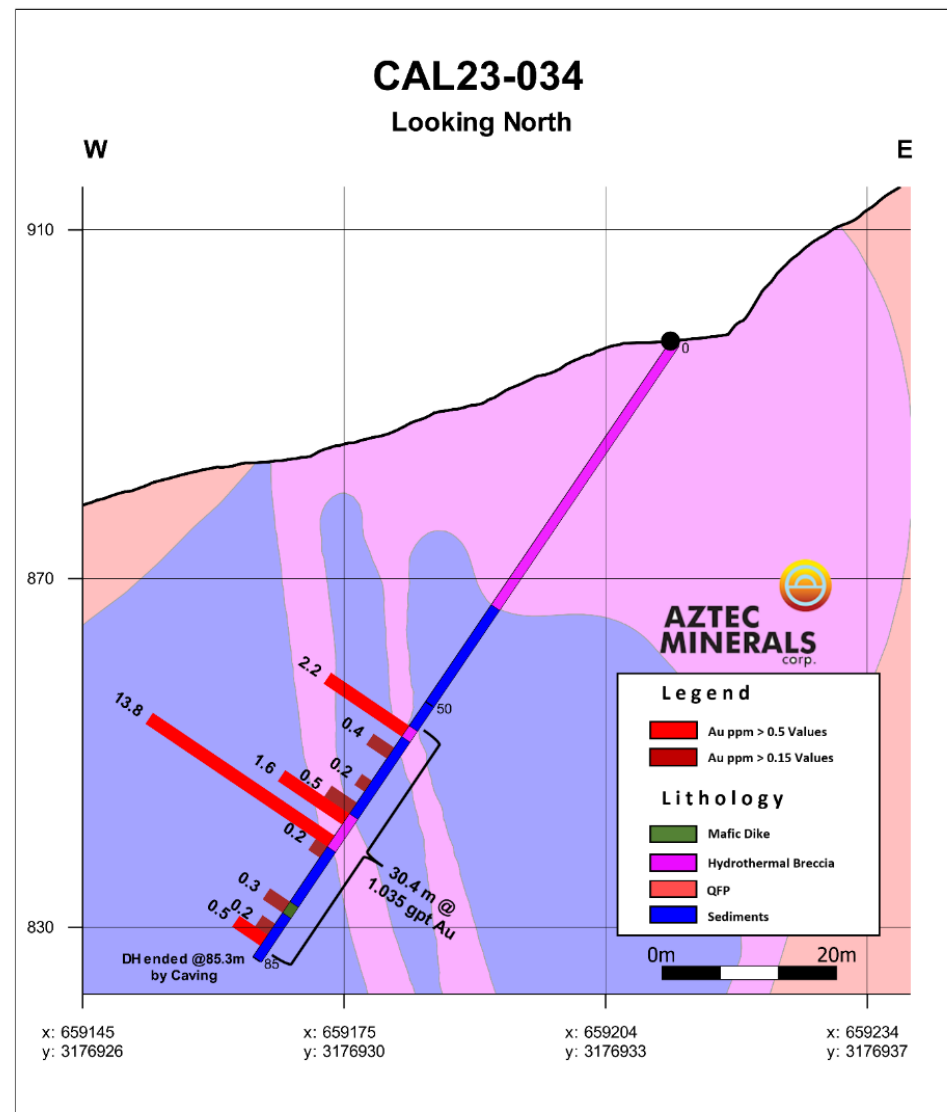 CAL23-034
Looking North
W
E
910
0
870
AZTEC
MINERALS
corp.
Legend
Au ppm > 0.5 Values
Au ppm > 0.15 Values
Lithology
Mafic Dike
Hydrothermal Breccia
QFP
Sediments
2.2
50
13.8
0.4
1.6
0.2
0.5
0.2
30.4 m @
1.035 gpt Au
0.3
0.2
0.5
830
DH ended @85.3m
by Caving
85
0m
20m
x: 659145
y: 3176926
x: 659175
y: 3176930
x: 659204
y: 3176933
x: 659234
y: 3176937